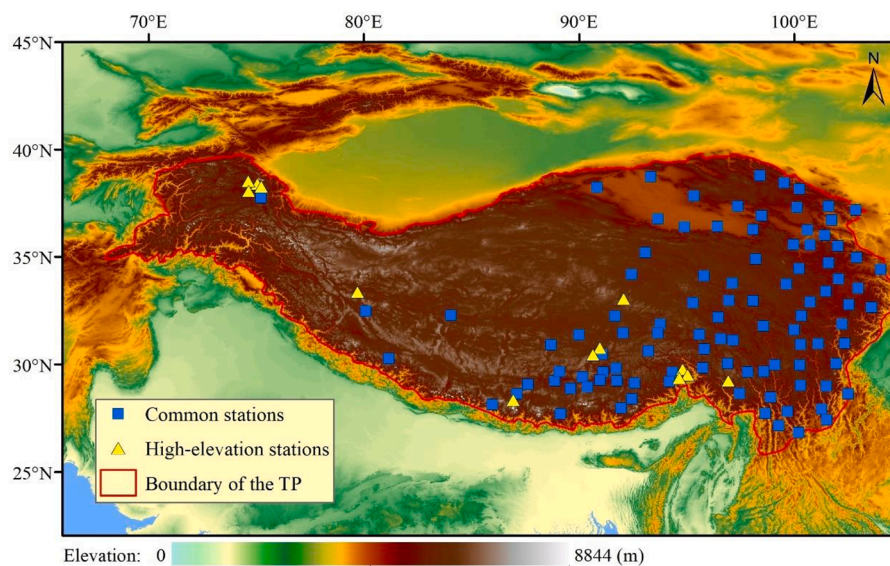 70°E 80°E 90°E 100°E
45°N
N
40°N
35°N
30°N
Common stations
High-elevation stations
Boundary of the TP
25°N
Elevation: 0 8844 (m)